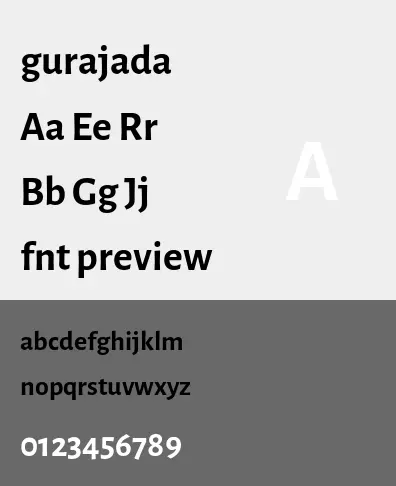 gurajada
Aa Ee Rr
A
Bb Gg Jj
fnt preview
abcdefghijklm
nopqrstuvwxyz
0123456789